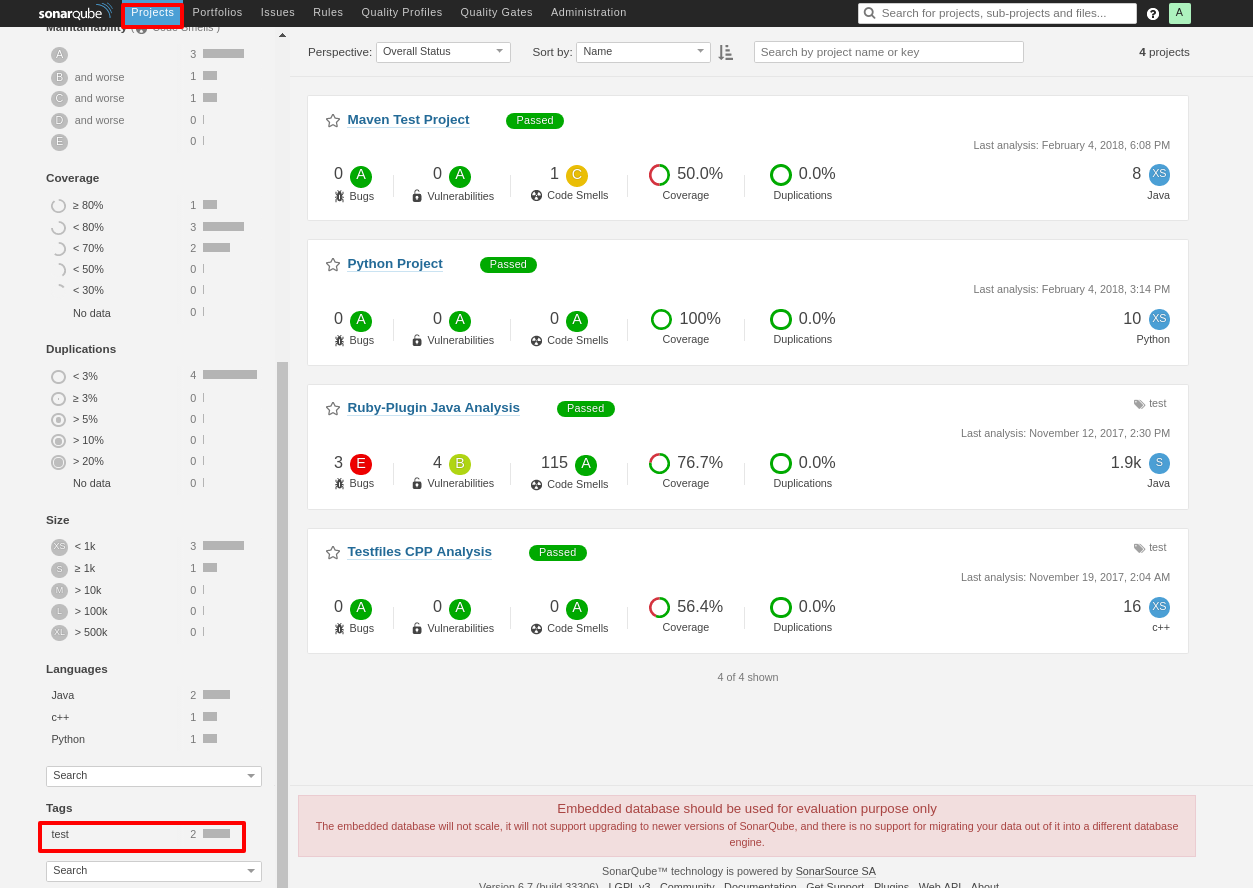 sonarqube Projects Portfolios Issues Rules Quality Profiles Quality Gates Administration Search for projects, sub-projects and files... ? A
Maintainability ( Code Smells )
A 3
B and worse 1
C and worse 1
D and worse 0
E 0
Coverage
≥ 80% 1
< 80% 3
< 70% 2
< 50% 0
< 30% 0
No data 0
Duplications
< 3% 4
≥ 3% 0
> 5% 0
> 10% 0
> 20% 0
No data 0
Size
XS < 1k 3
S ≥ 1k 1
M > 10k 0
L > 100k 0
XL > 500k 0
Languages
Java 2
c++ 1
Python 1
Search
Tags
test 2
Search
Perspective: Overall Status Sort by: Name Search by project name or key 4 projects
Maven Test Project Passed
Last analysis: February 4, 2018, 6:08 PM
0 A 0 A 1 C 50.0% 0.0% 8 XS
Bugs Vulnerabilities Code Smells Coverage Duplications Java
Python Project Passed
Last analysis: February 4, 2018, 3:14 PM
0 A 0 A 0 A 100% 0.0% 10 XS
Bugs Vulnerabilities Code Smells Coverage Duplications Python
Ruby-Plugin Java Analysis Passed test
Last analysis: November 12, 2017, 2:30 PM
3 E 4 B 115 A 76.7% 0.0% 1.9k S
Bugs Vulnerabilities Code Smells Coverage Duplications Java
Testfiles CPP Analysis Passed test
Last analysis: November 19, 2017, 2:04 AM
0 A 0 A 0 A 56.4% 0.0% 16 XS
Bugs Vulnerabilities Code Smells Coverage Duplications c++
4 of 4 shown
Embedded database should be used for evaluation purpose only
The embedded database will not scale, it will not support upgrading to newer versions of SonarQube, and there is no support for migrating your data out of it into a different database
engine.
SonarQube™ technology is powered by SonarSource SA
Version 6.7 (build 33306) LGPL v3 Community Documentation Get Support Plugins Web API About